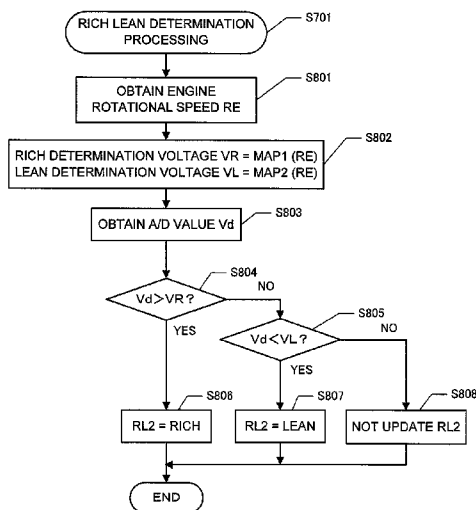 RICH LEAN DETERMINATION
PROCESSING
S701
OBTAIN ENGINE
ROTATIONAL SPEED RE
S801
RICH DETERMINATION VOLTAGE VR = MAP1 (RE)
LEAN DETERMINATION VOLTAGE VL = MAP2 (RE)
S802
OBTAIN A/D VALUE Vd
S803
Vd>VR?
S804
NO
YES
Vd<VL?
S805
NO
YES
RL2 = RICH
S806
RL2 = LEAN
S807
NOT UPDATE RL2
S808
END